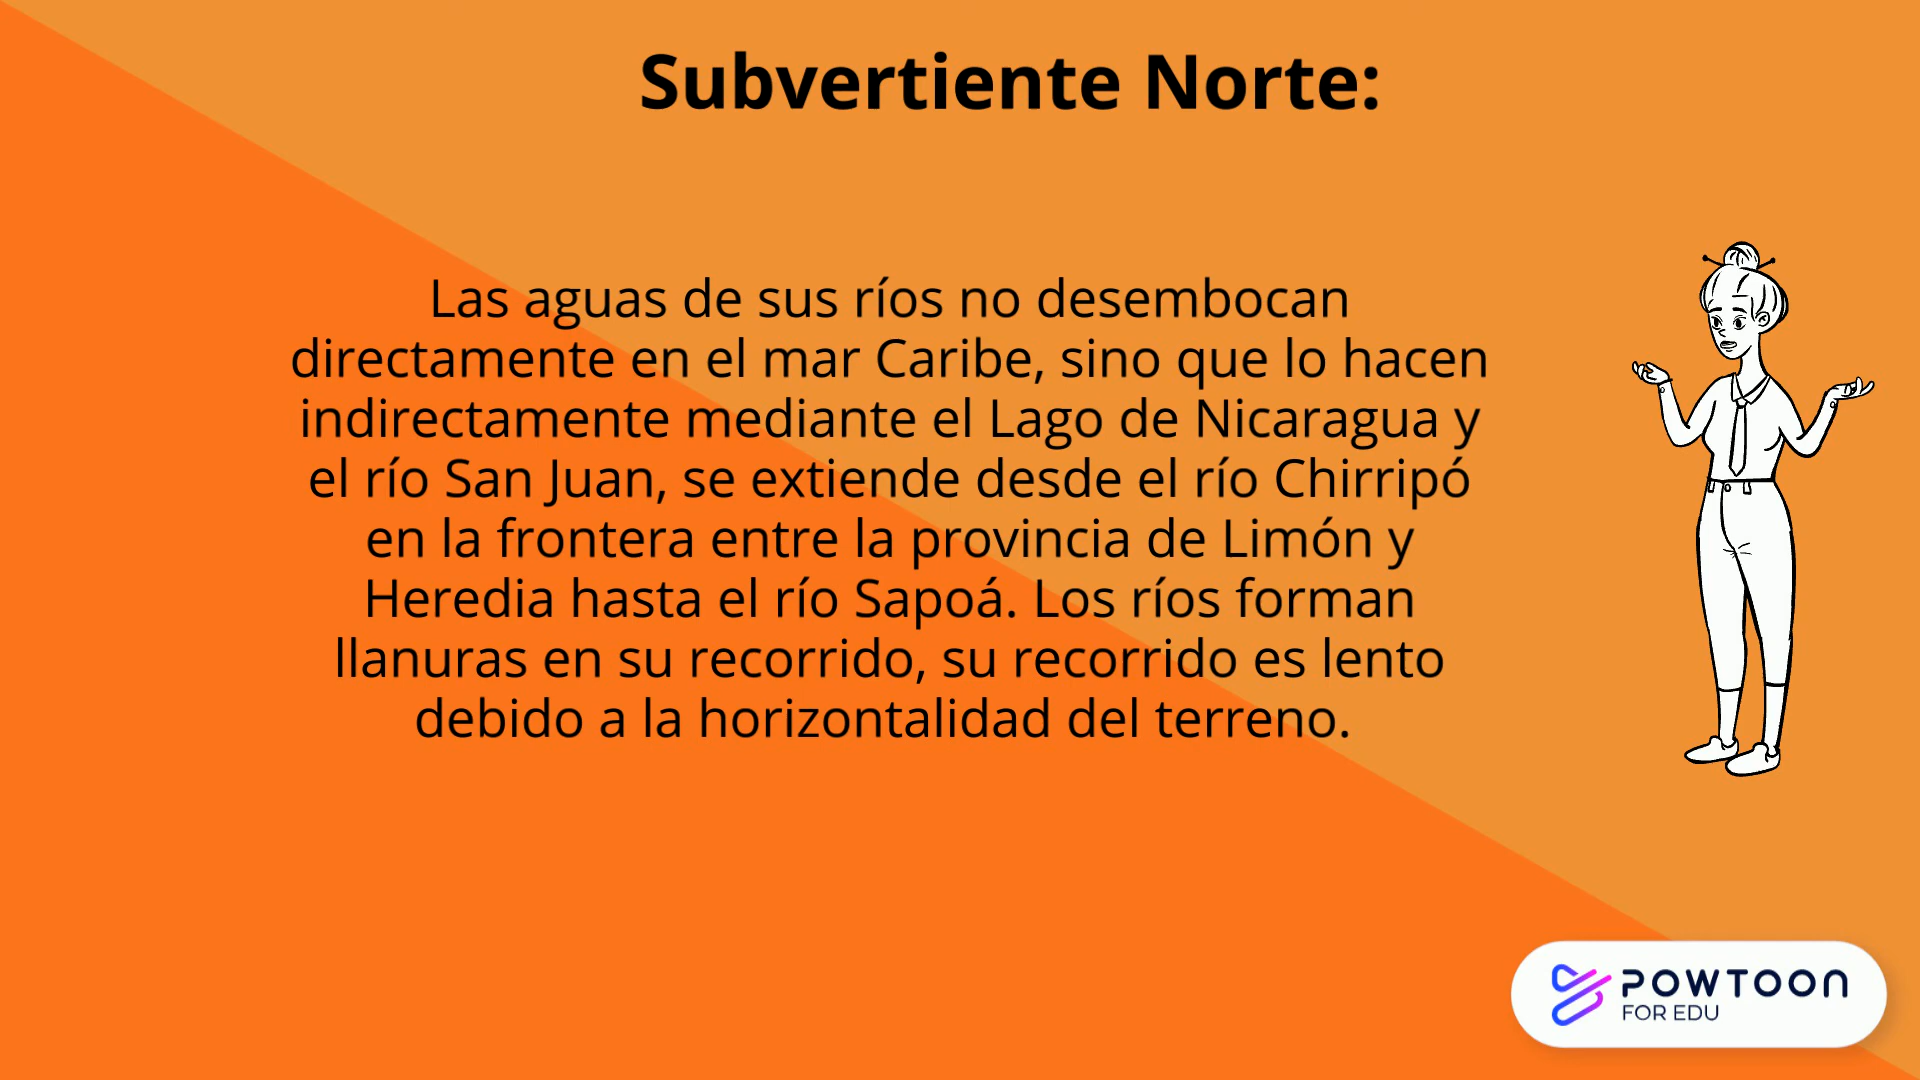 Subvertiente Norte:
Las aguas de sus ríos no desembocan
directamente en el mar Caribe, sino que lo hacen
indirectamente mediante el Lago de Nicaragua y
el río San Juan, se extiende desde el río Chirripó
en la frontera entre la provincia de Limón y
Heredia hasta el río Sapoá. Los ríos forman
llanuras en su recorrido, su recorrido es lento
debido a la horizontalidad del terreno.
POWTOON
FOR EDU